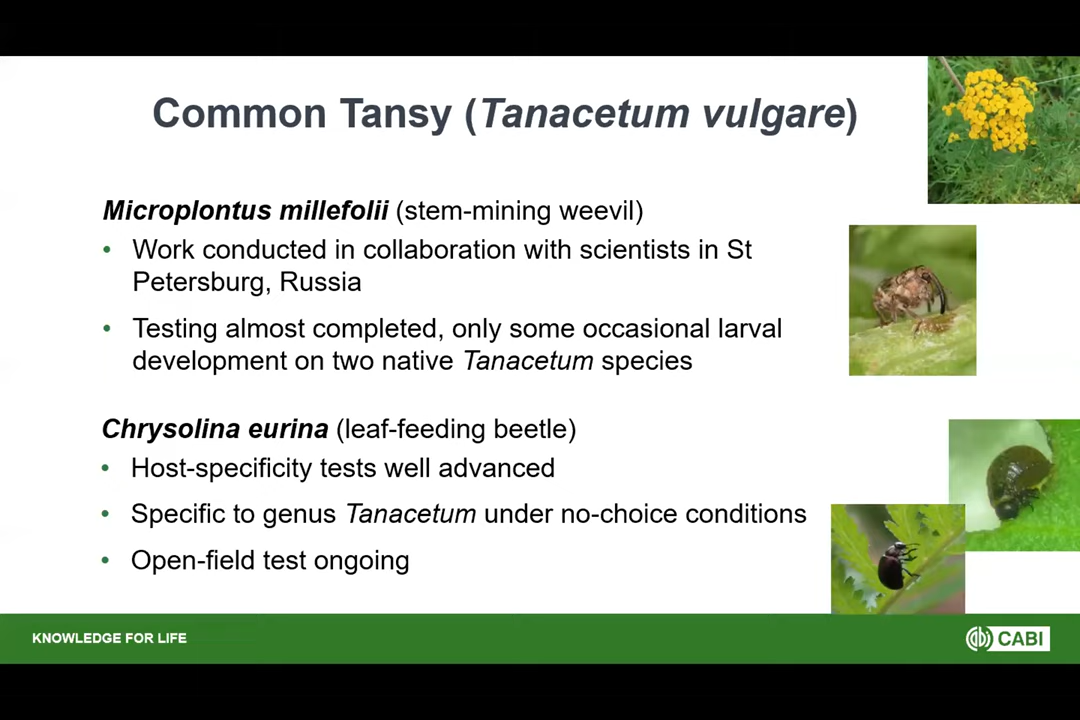 Common Tansy (Tanacetum vulgare)
Microplontus millefolii (stem-mining weevil)
• Work conducted in collaboration with scientists in St
Petersburg, Russia
• Testing almost completed, only some occasional larval
development on two native Tanacetum species
Chrysolina eurina (leaf-feeding beetle)
• Host-specificity tests well advanced
• Specific to genus Tanacetum under no-choice conditions
• Open-field test ongoing
KNOWLEDGE FOR LIFE
CABI